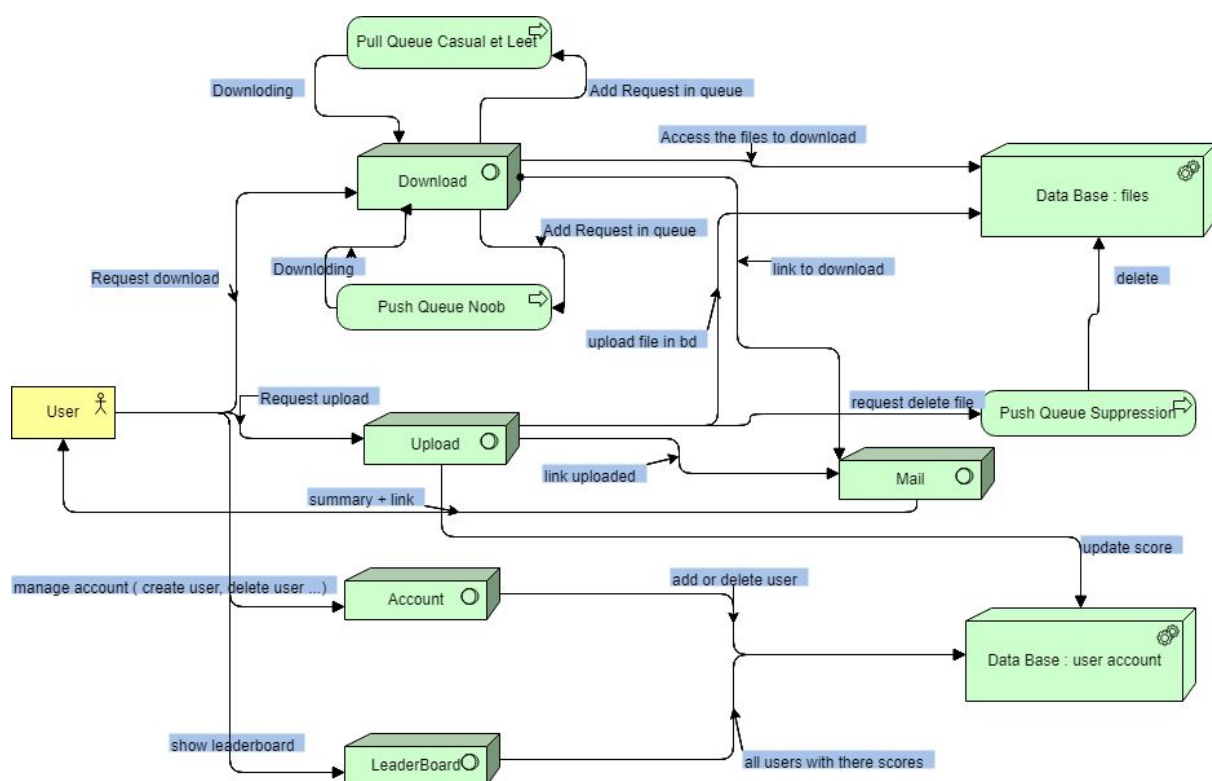 Pull Queue Casual et Leet
Downloding
Add Request in queue
Access the files to download
Download
Data Base : files
Add Request in queue
Request download
Downloding
link to download
delete
Push Queue Noob
upload file in bd
User
Request upload
request delete file
Push Queue Suppression
Upload
link uploaded
Mail
summary + link
update score
manage account ( create user, delete user ...)
add or delete user
Account
Data Base : user account
show leaderboard
all users with there scores
LeaderBoard